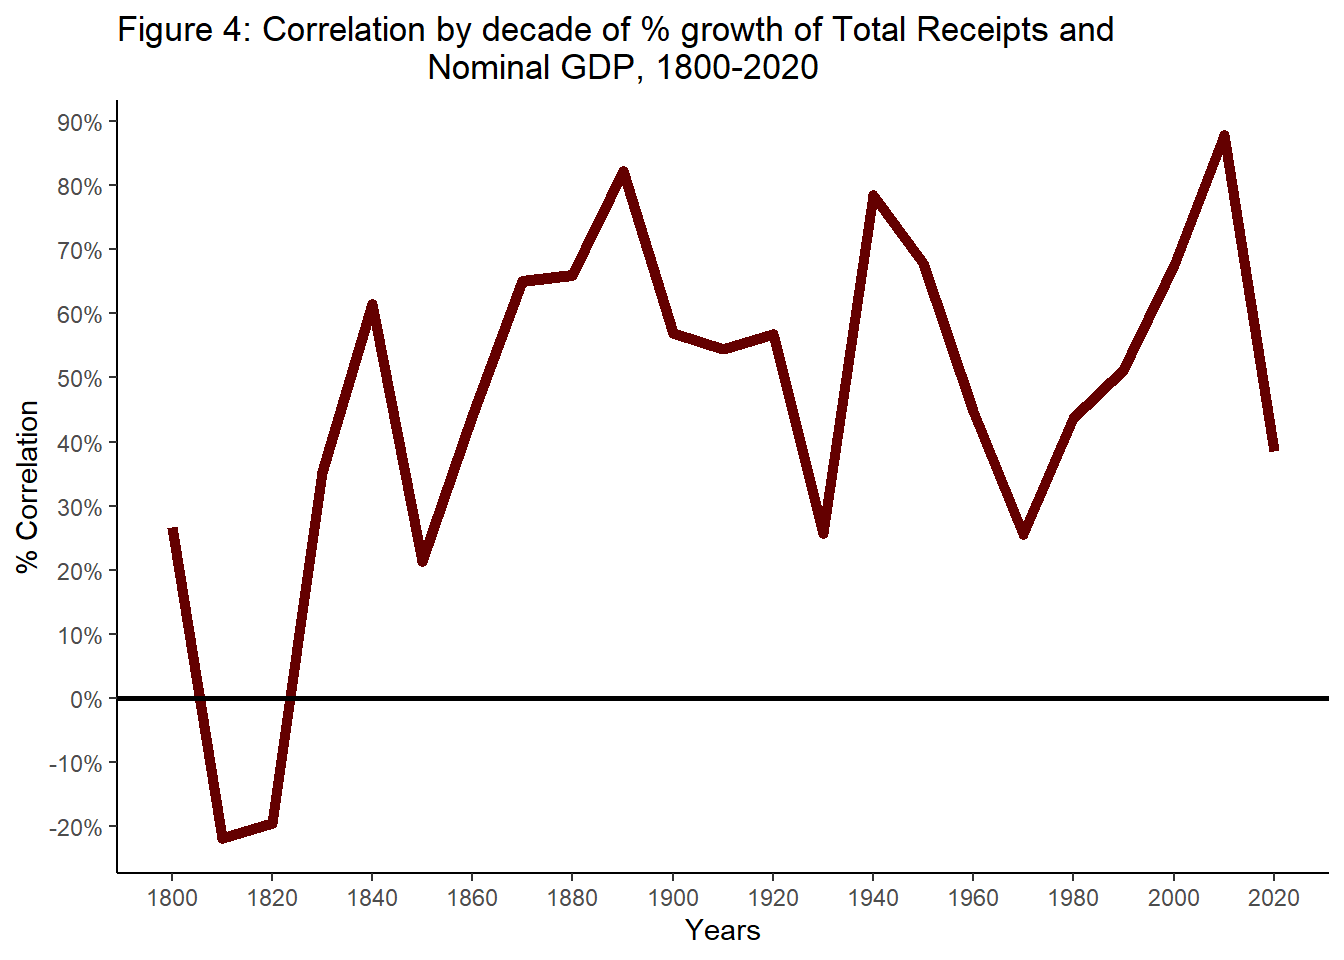 Figure 4: Correlation by decade of % growth of Total Receipts and
Nominal GDP, 1800-2020
90%
80%
70%
60%
50%
40%
30%
20%
10%
0%
-10%
-20%
% Correlation
1800 1820 1840 1860 1880 1900 1920 1940 1960 1980 2000 2020
Years